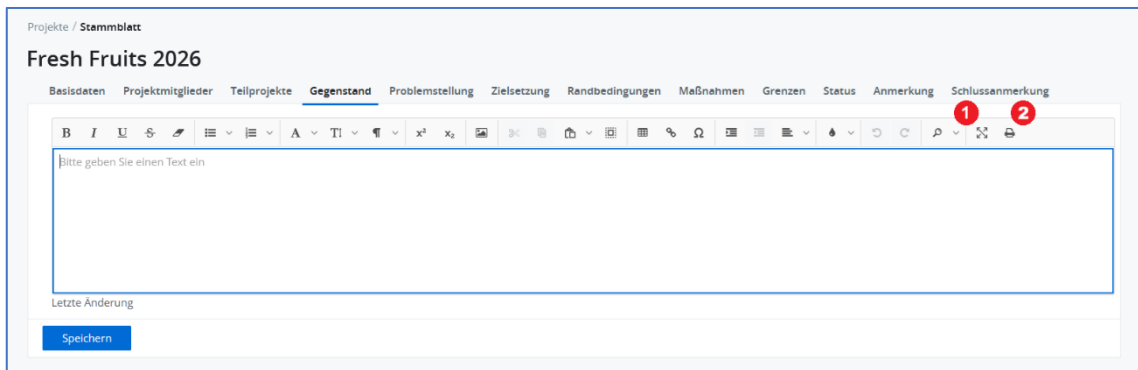 Projekte / Stammblatt
Fresh Fruits 2026
Basisdaten Projektmitglieder Teilprojekte Gegenstand Problemstellung Zielsetzung Randbedingungen Maßnahmen Grenzen Status Anmerkung Schlussanmerkung
1 2
B I U S A T¶ x² x₂ Ω
Bitte geben Sie einen Text ein
Letzte Änderung
Speichern